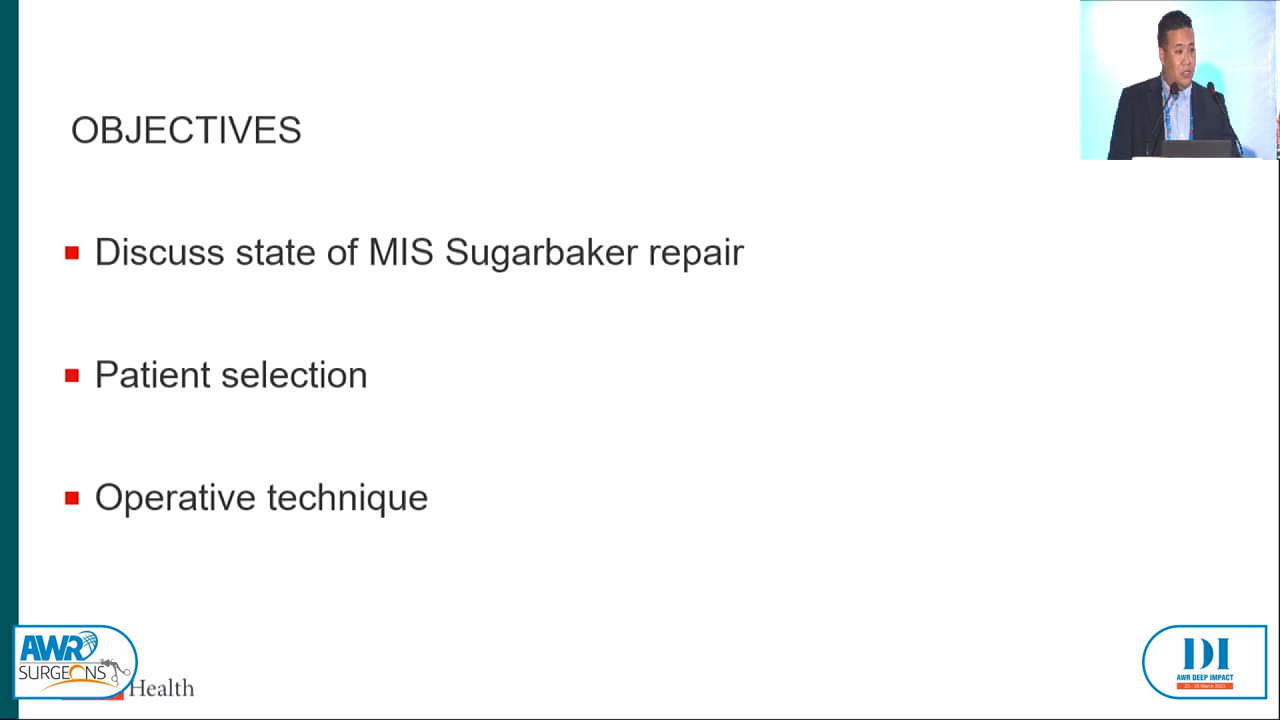 OBJECTIVES
Discuss state of MIS Sugarbaker repair
Patient selection
Operative technique
AWR
SURGEONS
Health
DI
AWR DEEP IMPACT